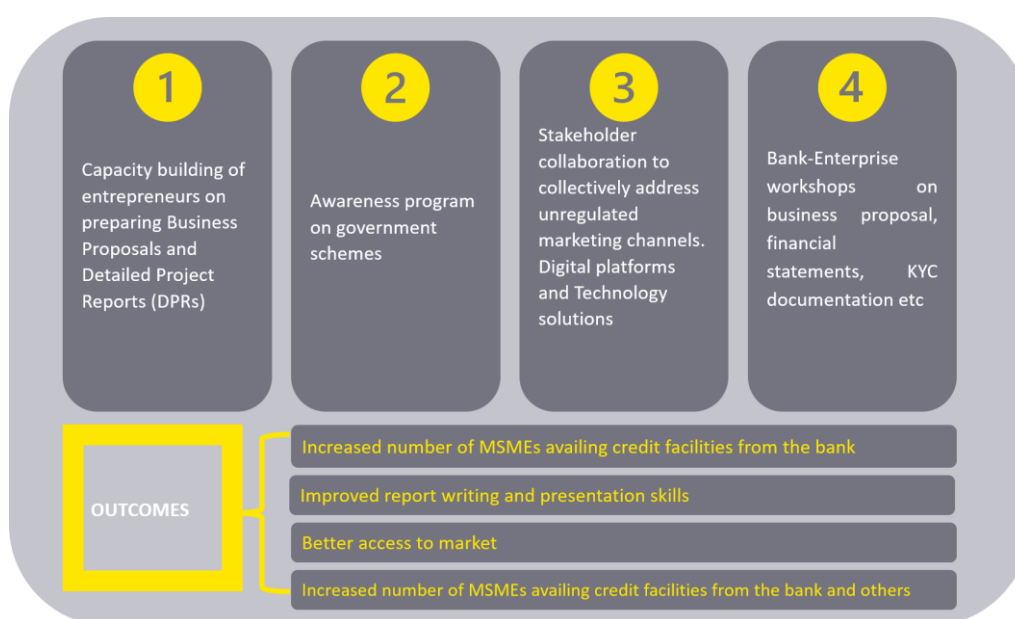 1
Capacity building of
entrepreneurs on
preparing Business
Proposals and
Detailed Project
Reports (DPRs)
2
Awareness program
on government
schemes
3
Stakeholder
collaboration to
collectively address
unregulated
marketing channels.
Digital platforms
and Technology
solutions
4
Bank-Enterprise
workshops on
business proposal,
financial
statements, KYC
documentation etc
OUTCOMES
Increased number of MSMEs availing credit facilities from the bank
Improved report writing and presentation skills
Better access to market
Increased number of MSMEs availing credit facilities from the bank and others